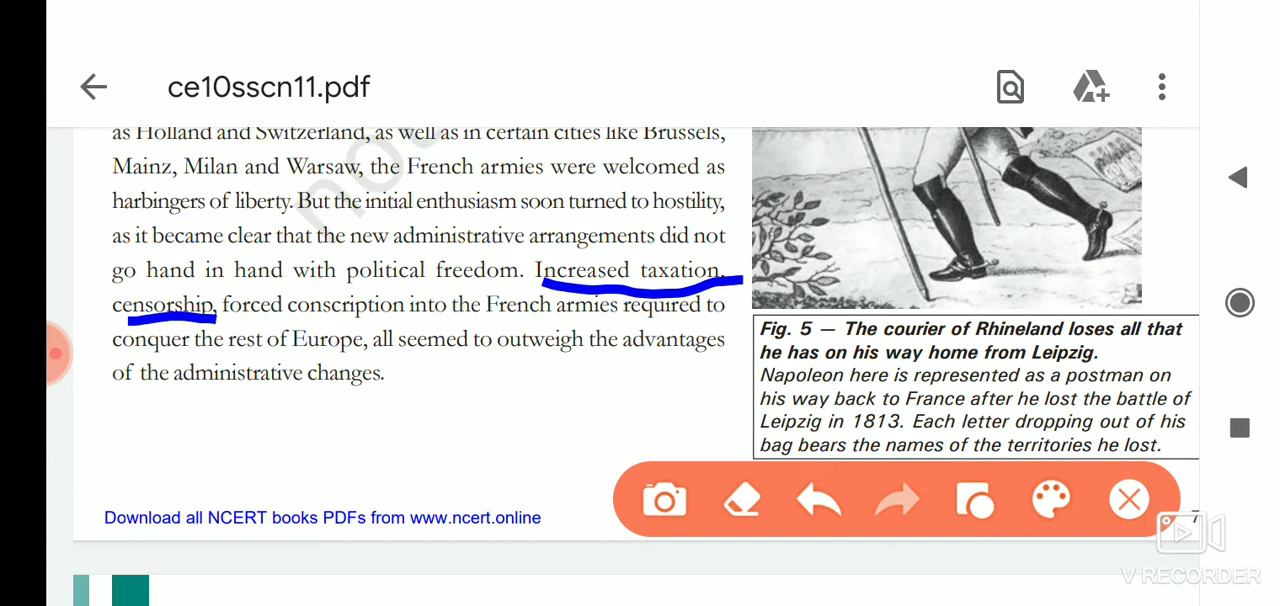 ce10sscn11.pdf
as Holland and Switzerland, as well as in certain cities like Brussels,
Mainz, Milan and Warsaw, the French armies were welcomed as
harbingers of liberty. But the initial enthusiasm soon turned to hostility,
as it became clear that the new administrative arrangements did not
go hand in hand with political freedom. Increased taxation,
censorship, forced conscription into the French armies required to
conquer the rest of Europe, all seemed to outweigh the advantages
of the administrative changes.
Fig. 5 — The courier of Rhineland loses all that
he has on his way home from Leipzig.
Napoleon here is represented as a postman on
his way back to France after he lost the battle of
Leipzig in 1813. Each letter dropping out of his
bag bears the names of the territories he lost.
Download all NCERT books PDFs from www.ncert.online
7
V RECORDER